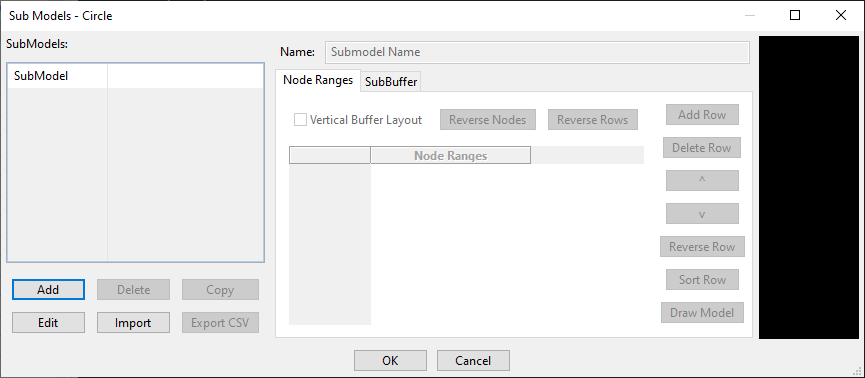 Sub Models - Circle
SubModels:
SubModel
Add
Delete
Copy
Edit
Import
Export CSV
Name:
Submodel Name
Node Ranges
SubBuffer
Vertical Buffer Layout
Reverse Nodes
Reverse Rows
Node Ranges
Add Row
Delete Row
^
v
Reverse Row
Sort Row
Draw Model
OK
Cancel